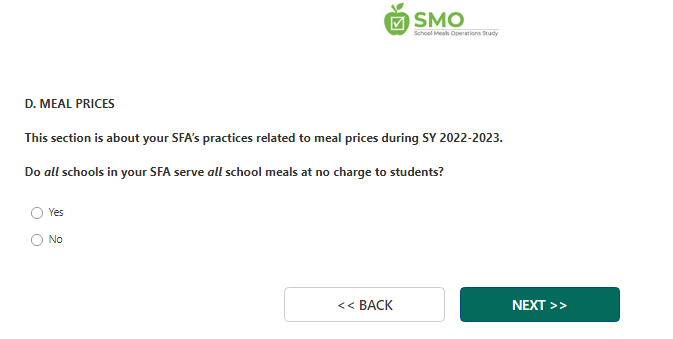 SMO
School Meals Operations Study
D. MEAL PRICES
This section is about your SFA's practices related to meal prices during SY 2022-2023.
Do all schools in your SFA serve all school meals at no charge to students?
Yes
No
<< BACK
NEXT >>